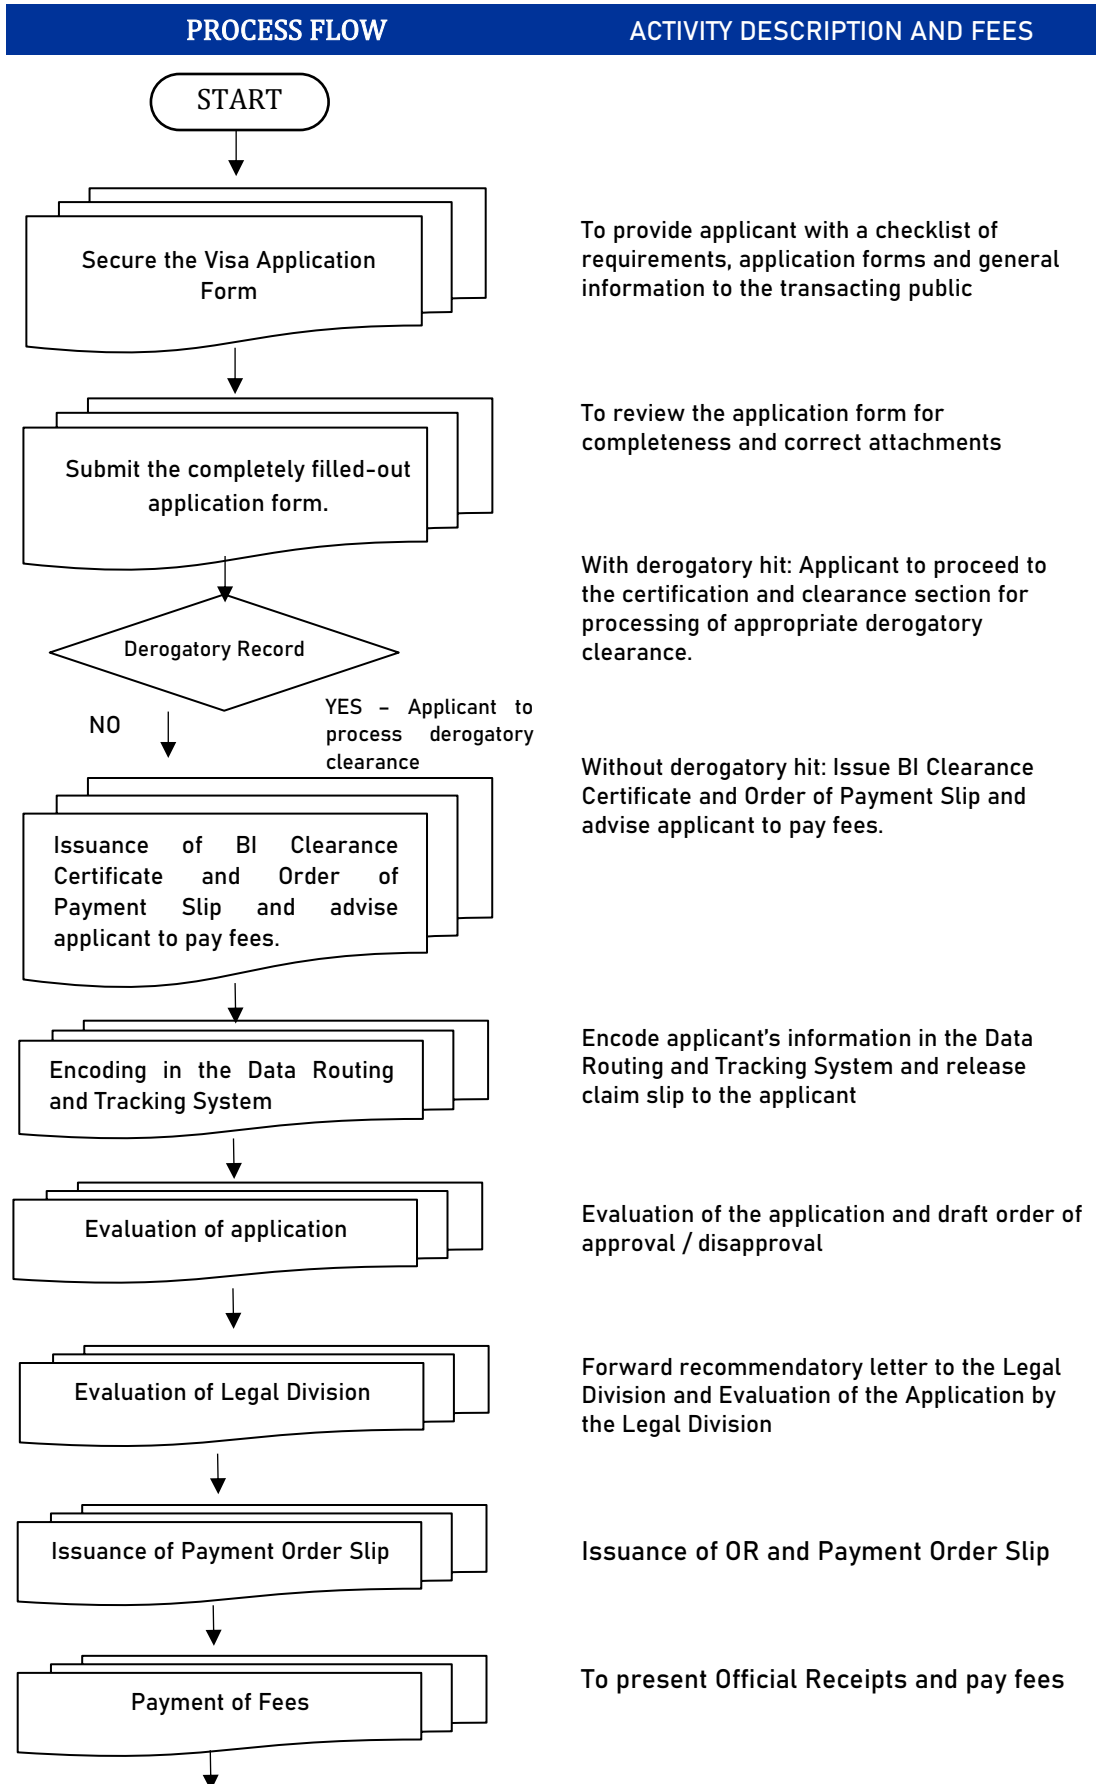 PROCESS FLOW
ACTIVITY DESCRIPTION AND FEES
START
Secure the Visa Application
Form
To provide applicant with a checklist of
requirements, application forms and general
information to the transacting public
Submit the completely filled-out
application form.
To review the application form for
completeness and correct attachments
Derogatory Record
With derogatory hit: Applicant to proceed to
the certification and clearance section for
processing of appropriate derogatory
clearance.
NO
YES – Applicant to
process derogatory
clearance
Issuance of BI Clearance
Certificate and Order of
Payment Slip and advise
applicant to pay fees.
Without derogatory hit: Issue BI Clearance
Certificate and Order of Payment Slip and
advise applicant to pay fees.
Encoding in the Data Routing
and Tracking System
Encode applicant's information in the Data
Routing and Tracking System and release
claim slip to the applicant
Evaluation of application
Evaluation of the application and draft order of
approval / disapproval
Evaluation of Legal Division
Forward recommendatory letter to the Legal
Division and Evaluation of the Application by
the Legal Division
Issuance of Payment Order Slip
Issuance of OR and Payment Order Slip
Payment of Fees
To present Official Receipts and pay fees